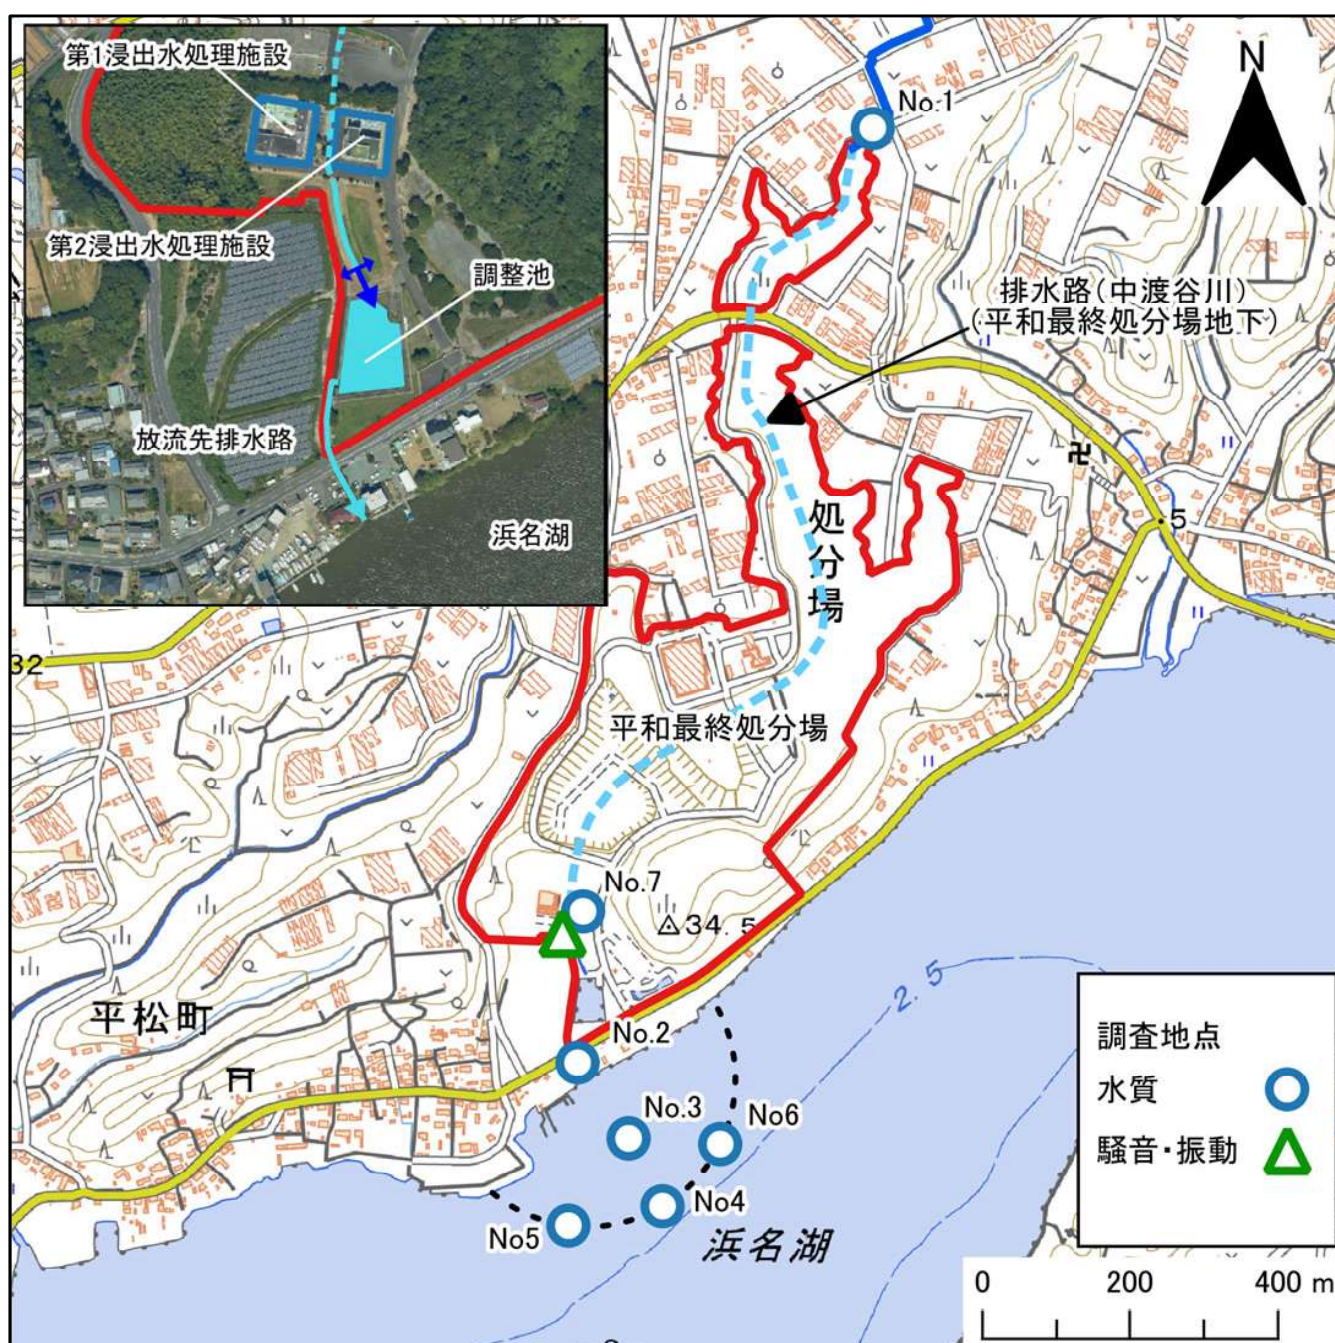 第1浸出水処理施設
第2浸出水処理施設
調整池
放流先排水路
浜名湖
N
No.1
排水路(中渡谷川)
(平和最終処分場地下)
処分場
5
32
平和最終処分場
No.7
34.5
平松町
No.2
2.5
No.3
No6
No4
No5
浜名湖
調査地点
水質
騒音・振動
0 200 400 m